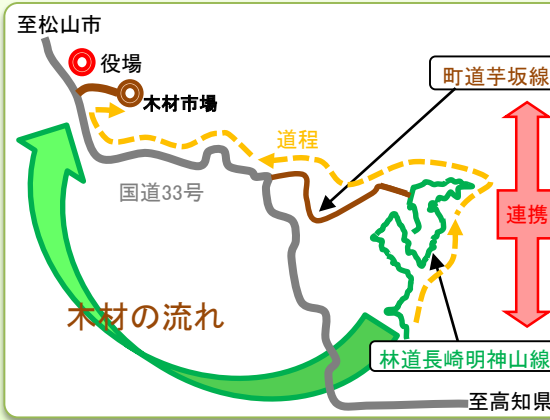 至松山市
役場
木材市場
町道芋坂線
道程
国道33号
連携
木材の流れ
林道長崎明神山線
至高知県